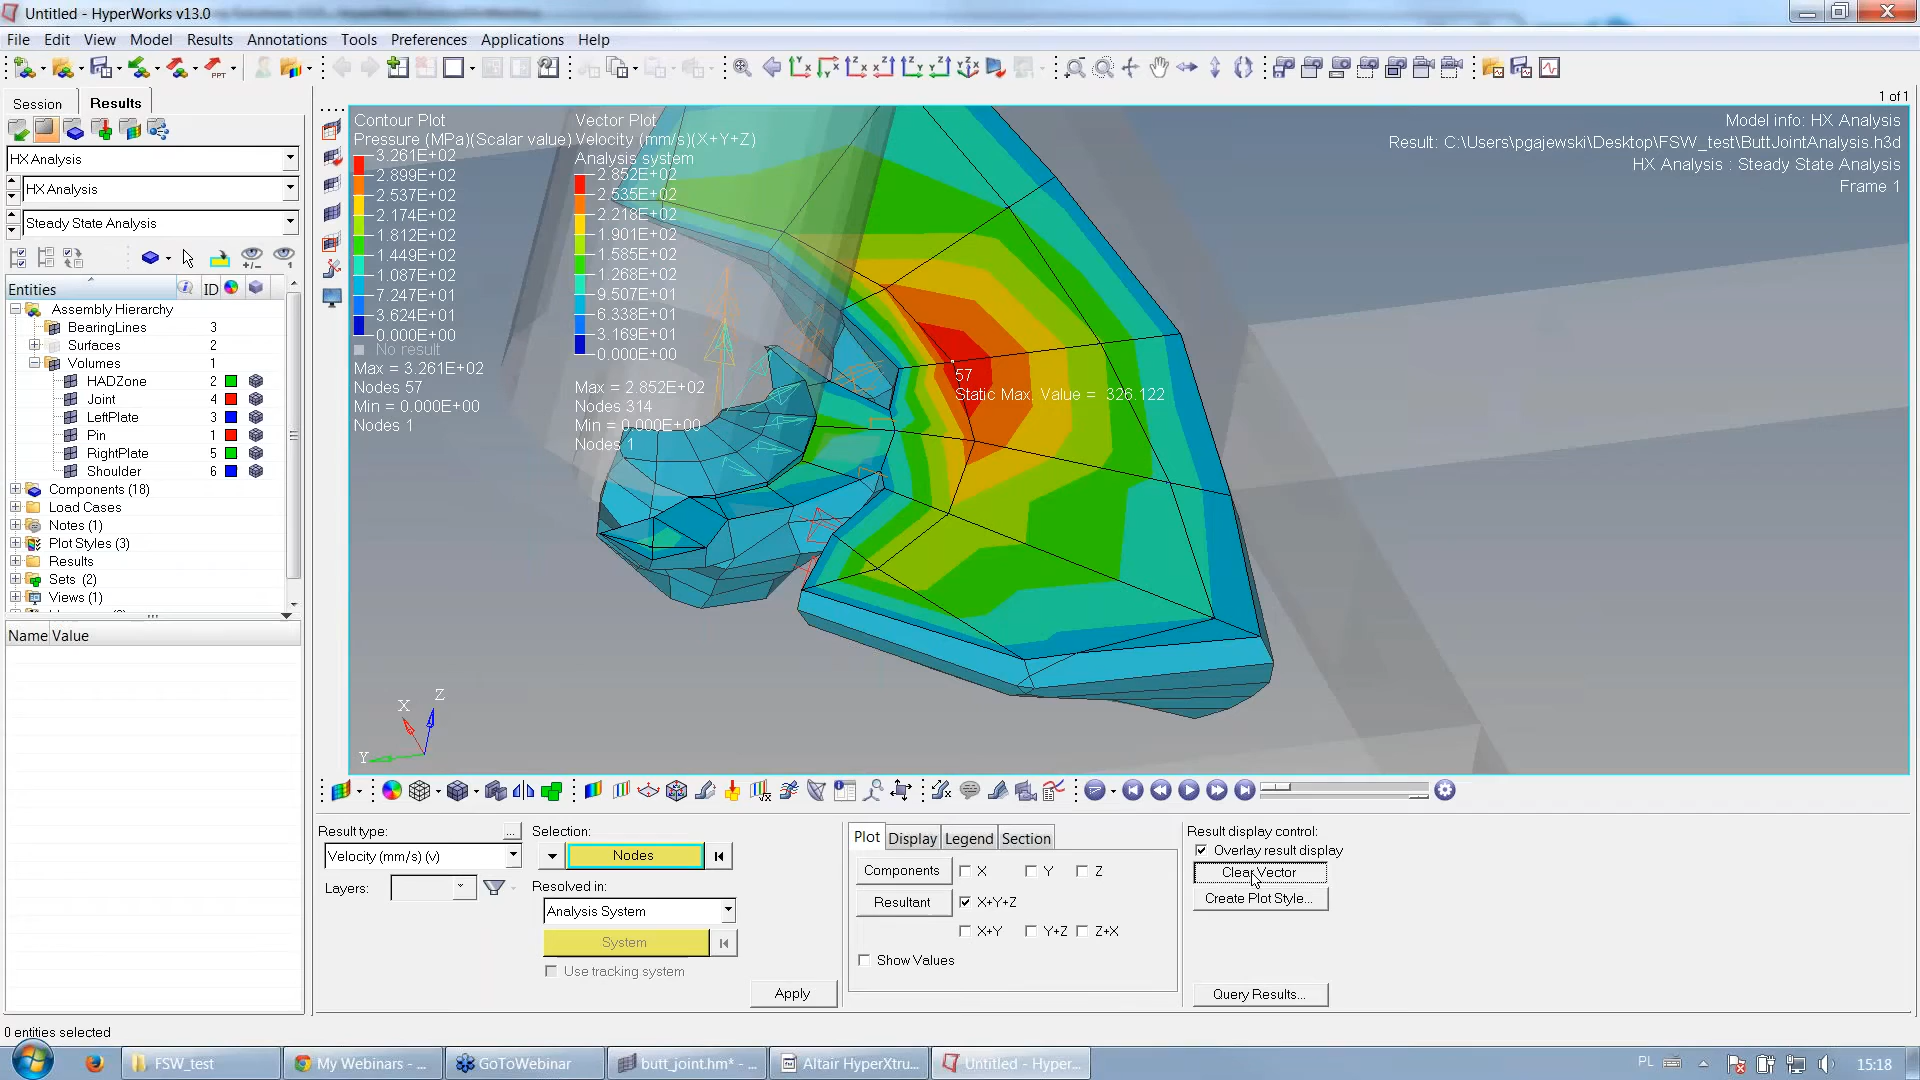 Untitled - HyperWorks v13.0
File Edit View Model Results Annotations Tools Preferences Applications Help
Session Results
1 of 1
HX Analysis
HX Analysis
Steady State Analysis
Entities ID
Assembly Hierarchy
BearingLines 3
Surfaces 2
Volumes 1
HADZone 2
Joint 4
LeftPlate 3
Pin 1
RightPlate 5
Shoulder 6
Components (18)
Load Cases
Notes (1)
Plot Styles (3)
Results
Sets (2)
Views (1)
Name Value
0 entities selected
Contour Plot
Pressure (MPa)(Scalar value)
3.261E+02
2.899E+02
2.537E+02
2.174E+02
1.812E+02
1.449E+02
1.087E+02
7.247E+01
3.624E+01
0.000E+00
No result
Max = 3.261E+02
Nodes 57
Min = 0.000E+00
Nodes 1
Vector Plot
Velocity (mm/s)(X+Y+Z)
Analysis system
2.852E+02
2.535E+02
2.218E+02
1.901E+02
1.585E+02
1.268E+02
9.507E+01
6.338E+01
3.169E+01
0.000E+00
Max = 2.852E+02
Nodes 314
Min = 0.000E+00
Nodes 1
Model info: HX Analysis
Result: C:\Users\pgajewski\Desktop\FSW_test\ButtJointAnalysis.h3d
HX Analysis : Steady State Analysis
Frame 1
57
Static Max. Value = 326.122
X
Z
Y
Result type:
...
Velocity (mm/s) (v)
Layers:
Selection:
Nodes
Resolved in:
Analysis System
System
Use tracking system
Apply
Plot Display Legend Section
Components X Y Z
Resultant X+Y+Z
X+Y Y+Z Z+X
Show Values
Result display control:
Overlay result display
Clear Vector
Create Plot Style...
Query Results...
FSW_test
My Webinars - ...
GoToWebinar
butt_joint.hm* - ...
Altair HyperXtru...
Untitled - Hyper...
PL
15:18